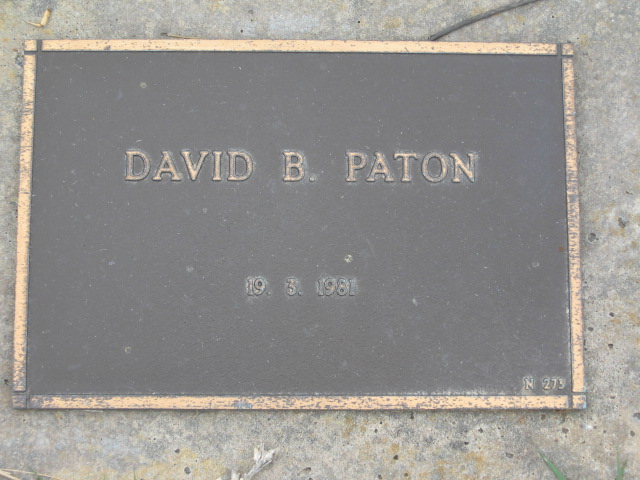 DAVID B. PATON
19. 3. 1981
N 273